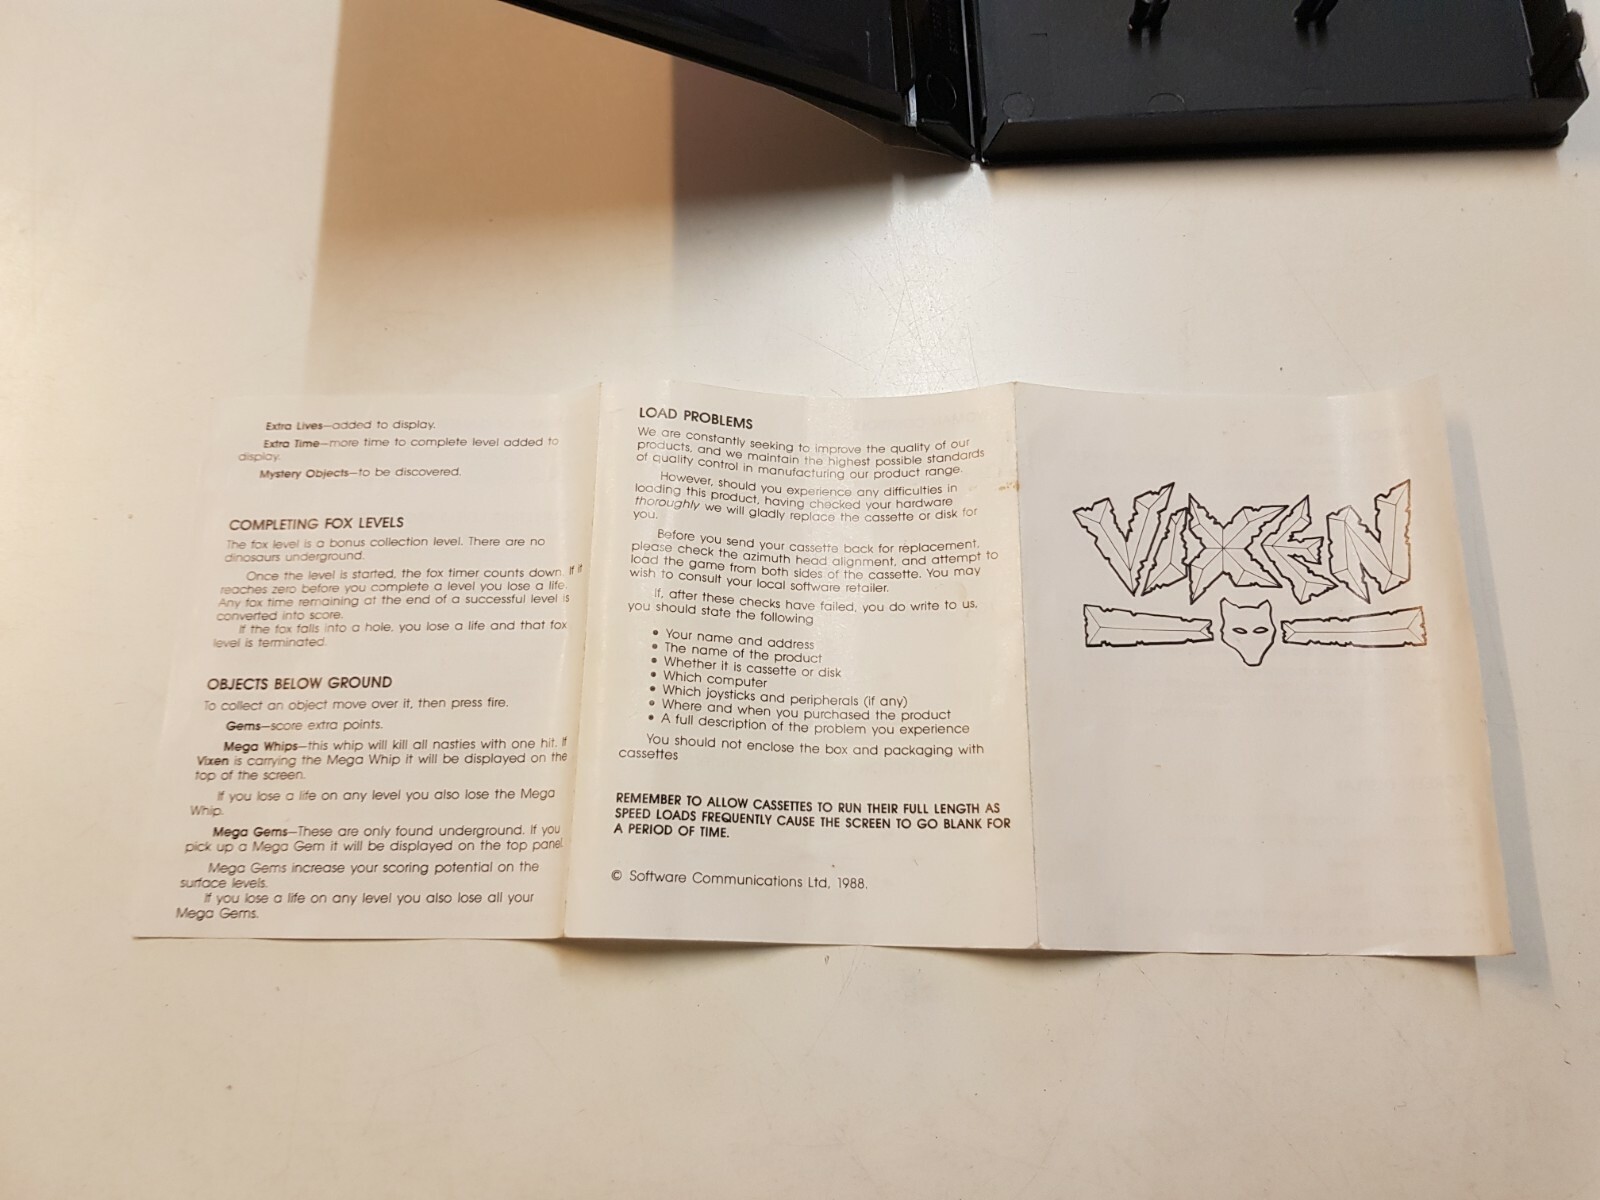 Extra Lives—added to display.
Extra Time—more time to complete level added to
display.
Mystery Objects—to be discovered.
COMPLETING FOX LEVELS
The fox level is a bonus collection level. There are no
dinosaurs underground.
Once the level is started, the fox timer counts down. If it
reaches zero before you complete a level you lose a life.
Any fox time remaining at the end of a successful level is
converted into score.
If the fox falls into a hole, you lose a life and that fox
level is terminated.
OBJECTS BELOW GROUND
To collect an object move over it, then press fire.
Gems—score extra points.
Mega Whips—this whip will kill all nasties with one hit. If
Vixen is carrying the Mega Whip it will be displayed on the
top of the screen.
If you lose a life on any level you also lose the Mega
Whip.
Mega Gems—These are only found underground. If you
pick up a Mega Gem it will be displayed on the top panel
Mega Gems increase your scoring potential on the
surface levels.
If you lose a life on any level you also lose all your
Mega Gems.
LOAD PROBLEMS
We are constantly seeking to improve the quality of our
products, and we maintain the highest possible standards
of quality control in manufacturing our product range.
However, should you experience any difficulties in
loading this product, having checked your hardware
thoroughly we will gladly replace the cassette or disk for
you.
Before you send your cassette back for replacement,
please check the azimuth head alignment, and attempt to
load the game from both sides of the cassette. You may
wish to consult your local software retailer.
If, after these checks have failed, you do write to us,
you should state the following
• Your name and address
• The name of the product
• Whether it is cassette or disk
• Which computer
• Which joysticks and peripherals (if any)
• Where and when you purchased the product
• A full description of the problem you experience
You should not enclose the box and packaging with
cassettes
REMEMBER TO ALLOW CASSETTES TO RUN THEIR FULL LENGTH AS
SPEED LOADS FREQUENTLY CAUSE THE SCREEN TO GO BLANK FOR
A PERIOD OF TIME.
© Software Communications Ltd, 1988.
VIXEN